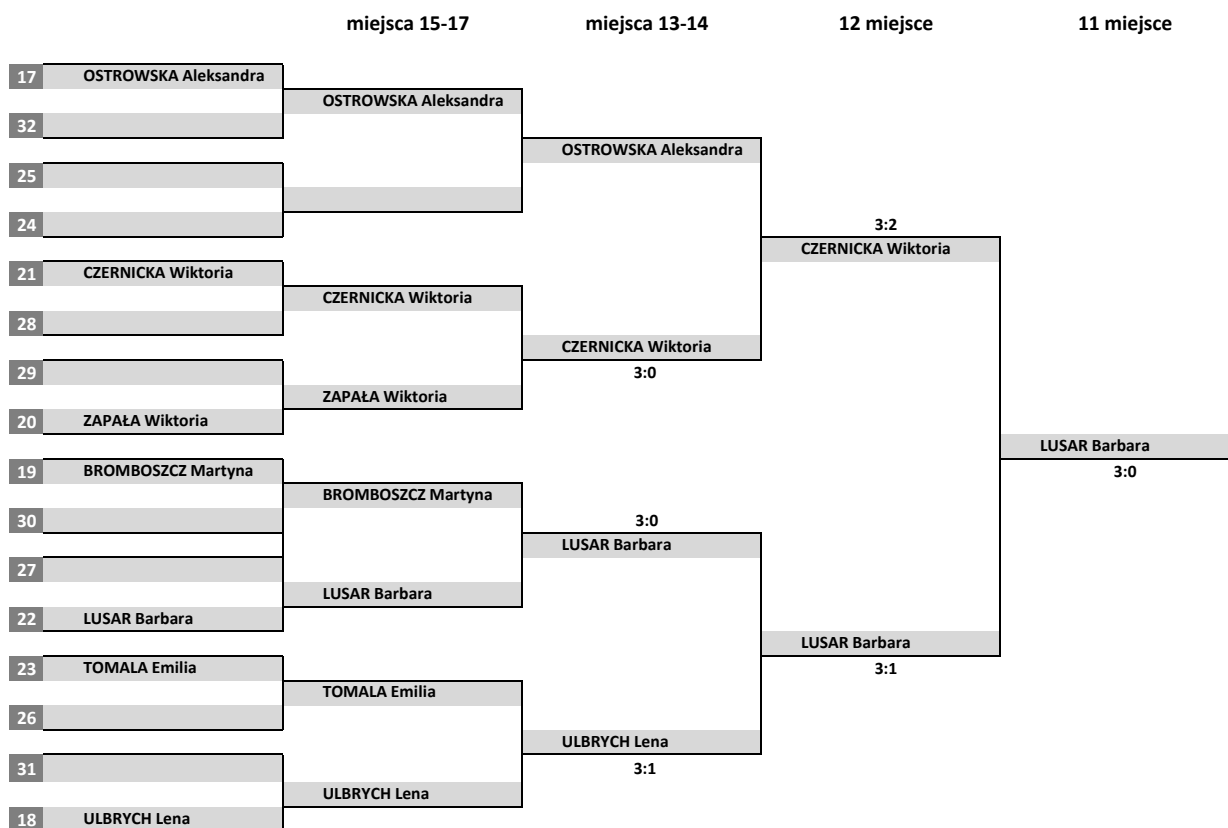 miejsca 15-17 miejsca 13-14 12 miejsce 11 miejsce
17 OSTROWSKA Aleksandra
OSTROWSKA Aleksandra
32
OSTROWSKA Aleksandra
25
24
3:2
CZERNICKA Wiktoria
21 CZERNICKA Wiktoria
CZERNICKA Wiktoria
28
CZERNICKA Wiktoria
29 3:0
ZAPAŁA Wiktoria
20 ZAPAŁA Wiktoria
LUSAR Barbara
19 BROMBOSZCZ Martyna 3:0
BROMBOSZCZ Martyna
30 3:0
LUSAR Barbara
27
LUSAR Barbara
22 LUSAR Barbara
LUSAR Barbara
23 TOMALA Emilia 3:1
TOMALA Emilia
26
ULBRYCH Lena
31 3:1
ULBRYCH Lena
18 ULBRYCH Lena